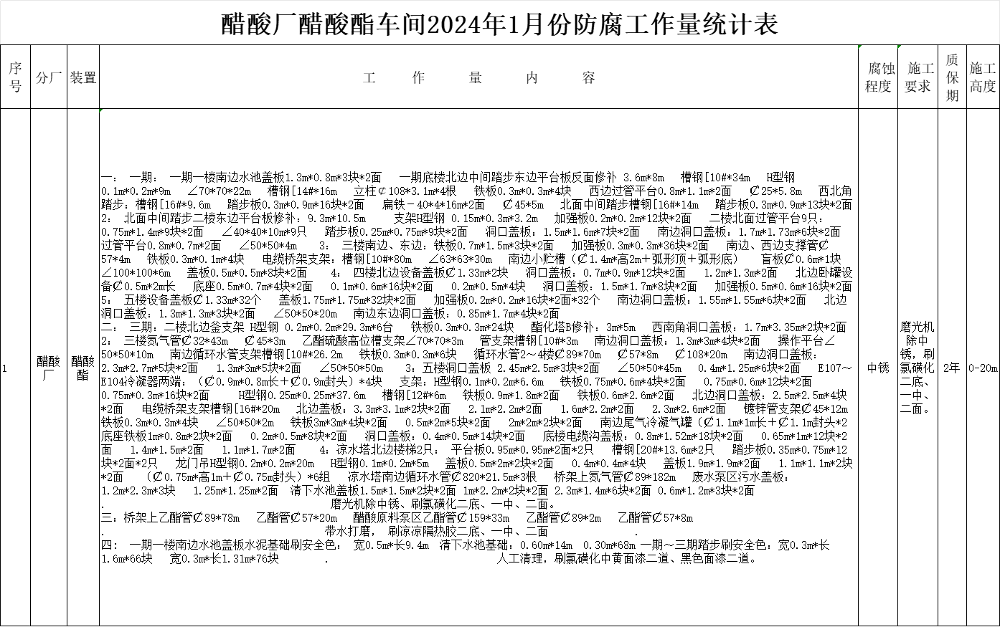 醋酸厂醋酸酯车间2024年1月份防腐工作量统计表
序号 分厂 装置 工 作 量 内 容 腐蚀程度 施工要求 质保期 施工高度
一： 一期： 一期一楼南边水池盖板1.3m*0.8m*3块*2面 一期底楼北边中间踏步东边平台板反面修补 3.6m*8m 槽钢[10#*34m H型钢
0.1m*0.2m*9m ∠70*70*22m 槽钢[14#*16m 立柱￠108*3.1m*4根 铁板0.3m*0.3m*4块 西边过管平台0.8m*1.1m*2面 ₡25*5.8m 西北角
踏步：槽钢[16#*9.6m 踏步板0.3m*0.9m*16块*2面 扁铁－40*4*16m*2面 ₡45*5m 北面中间踏步槽钢[16#*14m 踏步板0.3m*0.9m*13块*2面
2： 北面中间踏步二楼东边平台板修补：9.3m*10.5m 支架H型钢 0.15m*0.3m*3.2m 加强板0.2m*0.2m*12块*2面 二楼北面过管平台9只：
0.75m*1.4m*9块*2面 ∠40*40*10m*9只 踏步板0.25m*0.75m*9块*2面 洞口盖板：1.5m*1.6m*7块*2面 南边洞口盖板：1.7m*1.73m*6块*2面
过管平台0.8m*0.7m*2面 ∠50*50*4m 3： 三楼南边、东边：铁板0.7m*1.5m*3块*2面 加强板0.3m*0.3m*36块*2面 南边、西边支撑管₡
57*4m 铁板0.3m*0.1m*4块 电缆桥架支架：槽钢[10#*80m ∠63*63*30m 南边小贮槽（₡1.4m*高2m＋弧形顶＋弧形底） 盲板₡0.6m*1块
∠100*100*6m 盖板0.5m*0.5m*8块*2面 4： 四楼北边设备盖板₡1.33m*2块 洞口盖板：0.7m*0.9m*12块*2面 1.2m*1.3m*2面 北边卧罐设
备₡0.5m*2m长 底座0.5m*0.7m*4块*2面 0.1m*0.6m*16块*2面 0.2m*0.5m*4块 洞口盖板：1.5m*1.7m*8块*2面 加强板0.5m*0.6m*16块*2面
5： 五楼设备盖板₡1.33m*32个 盖板1.75m*1.75m*32块*2面 加强板0.2m*0.2m*16块*2面*32个 南边洞口盖板：1.55m*1.55m*6块*2面 北边
洞口盖板：1.3m*1.3m*3块*2面 ∠50*50*20m 南边东边洞口盖板：0.85m*1.7m*4块*2面
二： 三期：二楼北边釜支架 H型钢 0.2m*0.2m*29.3m*6台 铁板0.3m*0.3m*24块 酯化塔B修补：3m*5m 西南角洞口盖板：1.7m*3.35m*2块*2面
2： 三楼氮气管₡32*43m ₡45*3m 乙酯硫酸高位槽支架∠70*70*3m 管支架槽钢[10#*3m 南边洞口盖板：1.3m*3m*4块*2面 操作平台∠
50*50*10m 南边循环水管支架槽钢[10#*26.2m 铁板0.3m*0.3m*6块 循环水管2～4楼₡89*70m ₡57*8m ₡108*20m 南边洞口盖板：
2.3m*2.7m*5块*2面 1.3m*3m*5块*2面 ∠50*50*50m 3：五楼洞口盖板 2.45m*2.5m*3块*2面 ∠50*50*45m 0.4m*1.25m*6块*2面 E107～
E104冷凝器两端：（₡0.9m*0.8m长＋₡0.9m封头）*4块 支架：H型钢0.1m*0.2m*6.6m 铁板0.75m*0.6m*4块*2面 0.75m*0.6m*12块*2面
0.75m*0.3m*16块*2面 H型钢0.25m*0.25m*37.6m 槽钢[12#*6m 铁板0.9m*1.8m*2面 铁板0.6m*2.6m*2面 北边洞口盖板：2.5m*2.5m*4块
*2面 电缆桥架支架槽钢[16#*20m 北边盖板：3.3m*3.1m*2块*2面 2.1m*2.2m*2面 1.6m*2.2m*2面 2.3m*2.6m*2面 镀锌管支架₡45*12m
铁板0.3m*0.3m*4块 ∠50*50*2m 铁板3m*3m*4块*2面 0.5m*2m*5块*2面 2m*2m*2块*2面 南边尾气冷凝气罐（₡1.1m*1m长＋₡1.1m封头*2
底座铁板1m*0.8m*2块*2面 0.2m*0.5m*8块*2面 洞口盖板：0.4m*0.5m*14块*2面 底楼电缆沟盖板：0.8m*1.52m*18块*2面 0.65m*1m*12块*2
面 1.4m*1.5m*2面 1.1m*1.7m*2面 4：凉水塔北边楼梯2只： 平台板0.95m*0.95m*2面*2只 槽钢[20#*13.6m*2只 踏步板0.35m*0.75m*12
块*2面*2只 龙门吊H型钢0.2m*0.2m*20m H型钢0.1m*0.2m*5m 盖板0.5m*2m*2块*2面 0.4m*0.4m*4块 盖板1.9m*1.9m*2面 1.1m*1.1m*2块
*2面 （₡0.75m*高1m＋₡0.75m封头）*6组 凉水塔南边循环水管₡820*21.5m*3根 桥架上氮气管₡89*182m 废水泵区污水盖板：
1.2m*2.3m*3块 1.25m*1.25m*2面 清下水池盖板1.5m*1.5m*2块*2面 1m*2.2m*2块*2面 2.3m*1.4m*6块*2面 0.6m*1.2m*3块*2面
. 磨光机除中锈、刷氯磺化二底、一中、二面。
三：桥架上乙酯管₡89*78m 乙酯管₡57*20m 醋酸原料泵区乙酯管₡159*33m 乙酯管₡89*2m 乙酯管₡57*8m
. 带水打磨， 刷凉凉隔热胶二底、一中、二面 .
四： 一期一楼南边水池盖板水泥基础刷安全色： 宽0.5m*长9.4m 清下水池基础：0.60m*14m 0.30m*68m 一期～三期踏步刷安全色：宽0.3m*长
1.6m*66块 宽0.3m*长1.31m*76块 . 人工清理，刷氯磺化中黄面漆二道、黑色面漆二道。
1 醋酸厂 醋酸酯 中锈 磨光机除中锈，刷氯磺化二底、一中、二面。 2年 0-20m